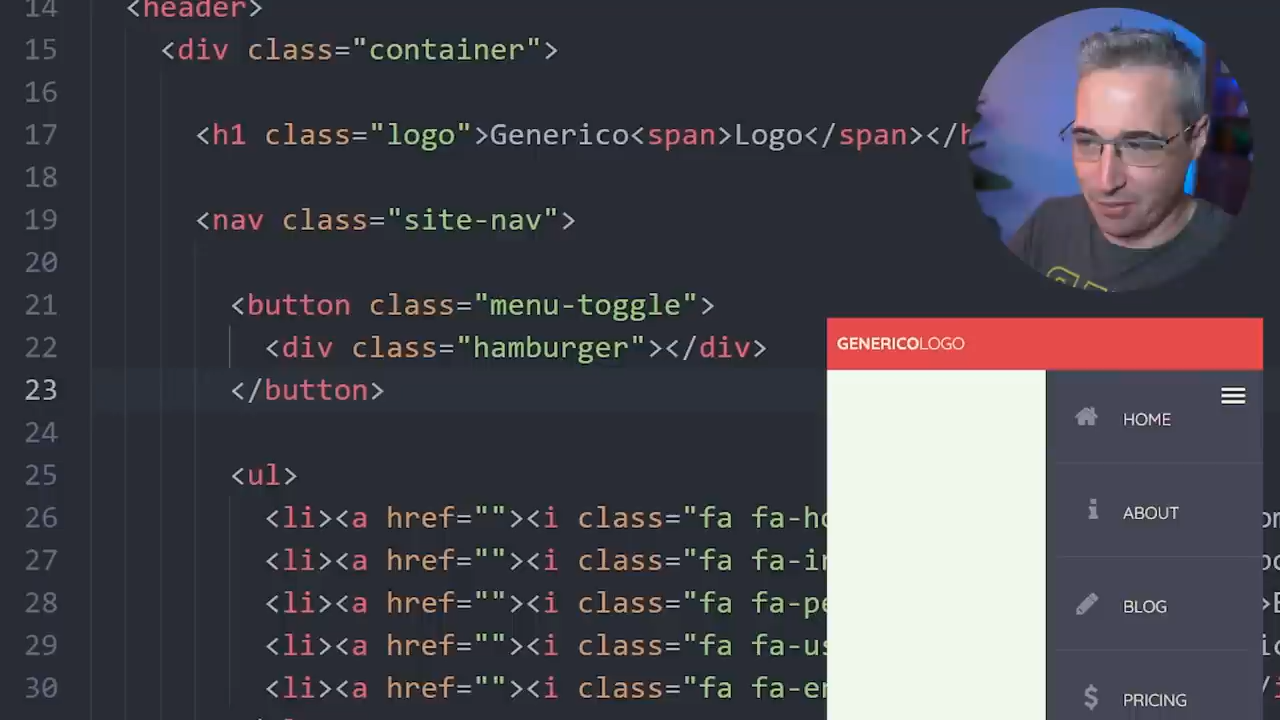 14 <header>
15 <div class="container">
16
17 <h1 class="logo">Generico<span>Logo</span></h
18
19 <nav class="site-nav">
20
21 <button class="menu-toggle">
22 <div class="hamburger"></div>
23 </button>
24
25 <ul>
26 <li><a href=""><i class="fa fa-ho
27 <li><a href=""><i class="fa fa-in
28 <li><a href=""><i class="fa fa-pe
29 <li><a href=""><i class="fa fa-us
30 <li><a href=""><i class="fa fa-en
GENERICOLOGO
HOME
ABOUT
BLOG
PRICING